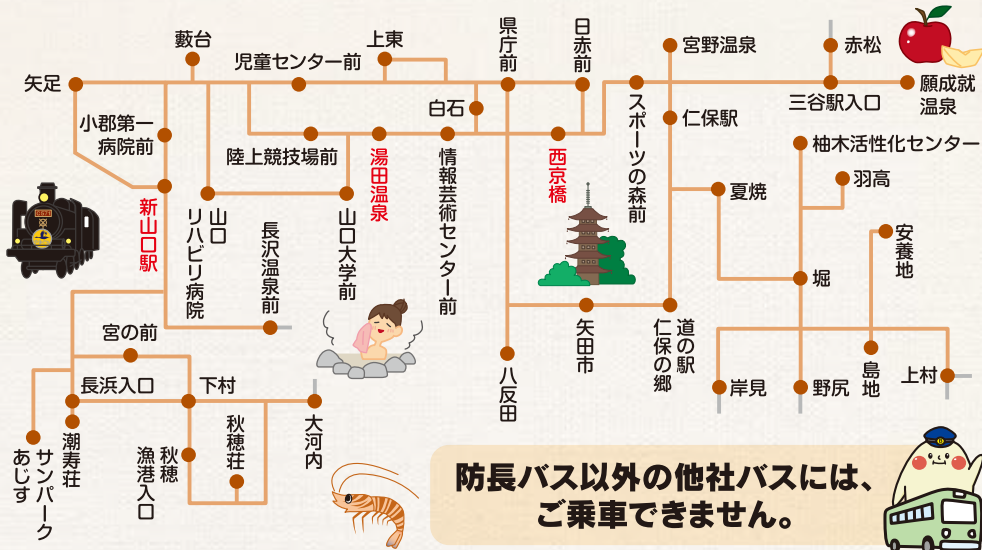 藪台
上東
県庁前
日赤前
宮野温泉
赤松
矢足
児童センター前
白石
スポーツの森前
三谷駅入口
願成就
温泉
小郡第一
病院前
陸上競技場前
湯田温泉
情報芸術センター前
西京橋
仁保駅
柚木活性化センター
新山口駅
山口
リハビリ病院
山口大学前
夏焼
羽高
長沢温泉前
安養地
堀
宮の前
矢田市
道の駅
仁保の郷
八反田
島地
長浜入口
下村
大河内
岸見
野尻
上村
潮寿荘
サンパーク
あじす
秋穂
漁港入口
秋穂荘
防長バス以外の他社バスには、
ご乗車できません。